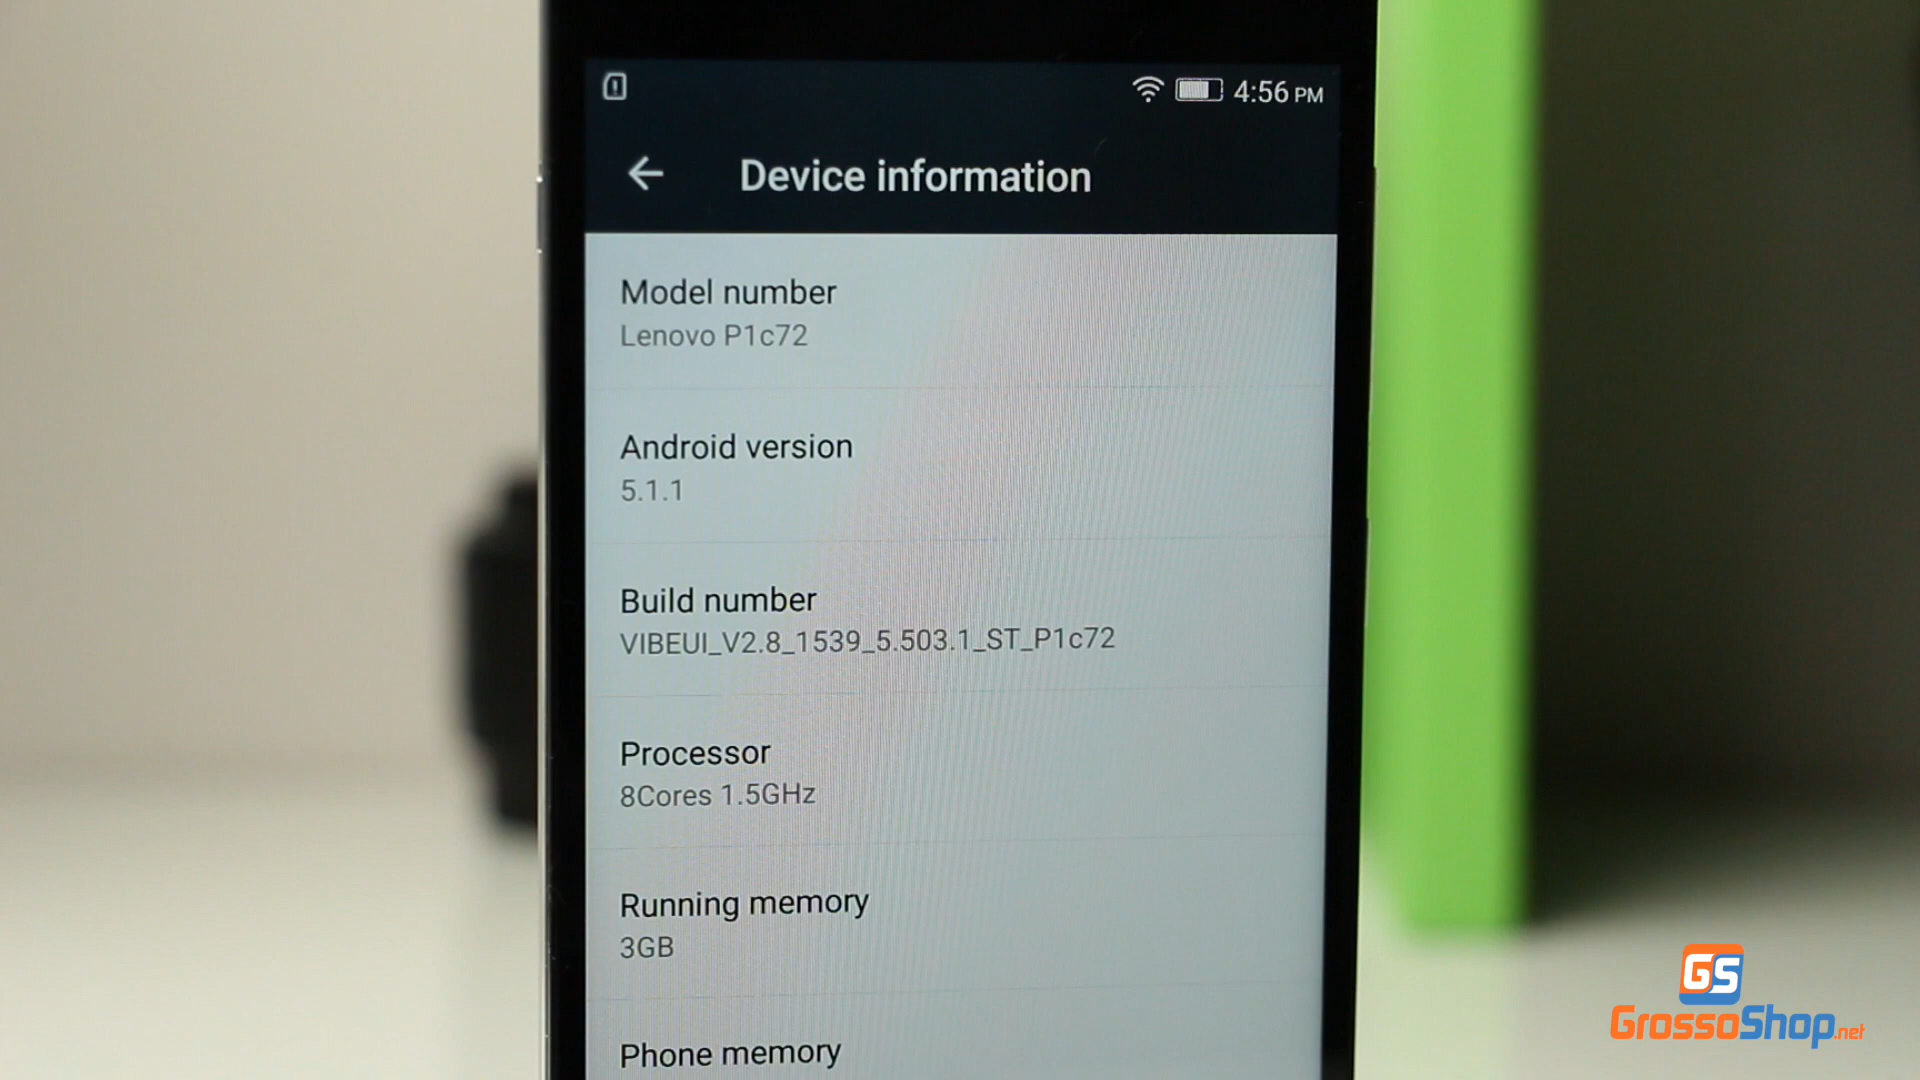 4:56 PM
Device information
Model number
Lenovo P1c72
Android version
5.1.1
Build number
VIBEUI_V2.8_1539_5.503.1_ST_P1c72
Processor
8Cores 1.5GHz
Running memory
3GB
Phone memory
GS
GrossoShop.net